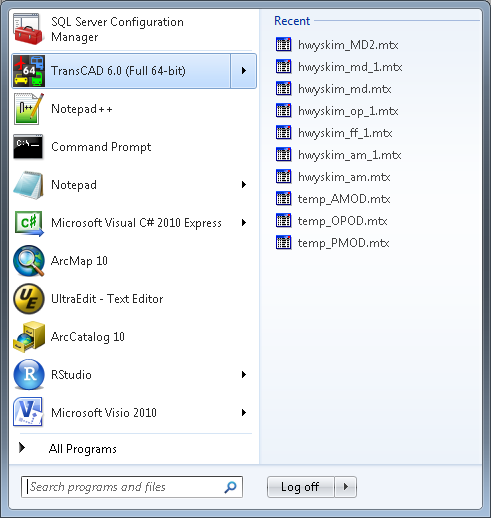 SQL Server Configuration
Manager
TransCAD 6.0 (Full 64-bit)
Notepad++
Command Prompt
Notepad
Microsoft Visual C# 2010 Express
ArcMap 10
UltraEdit - Text Editor
ArcCatalog 10
RStudio
Microsoft Visio 2010
All Programs
Search programs and files
Recent
hwyskim_MD2.mtx
hwyskim_md_1.mtx
hwyskim_md.mtx
hwyskim_op_1.mtx
hwyskim_ff_1.mtx
hwyskim_am_1.mtx
hwyskim_am.mtx
temp_AMOD.mtx
temp_OPOD.mtx
temp_PMOD.mtx
Log off